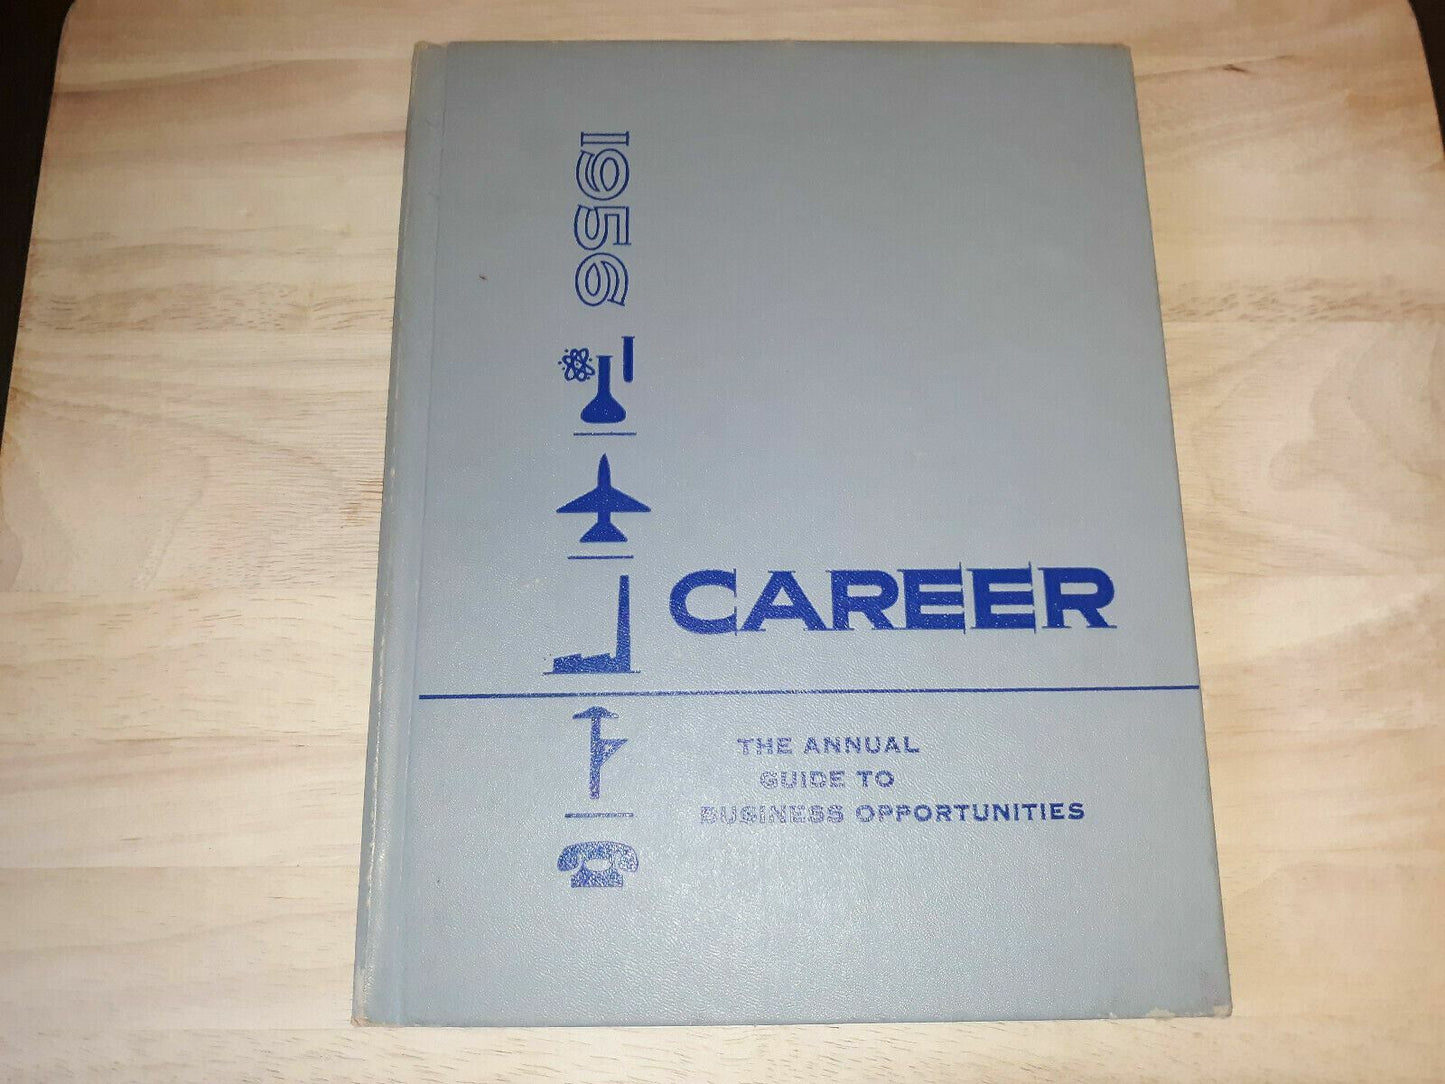 1956
CAREER
THE ANNUAL
GUIDE TO
BUSINESS OPPORTUNITIES